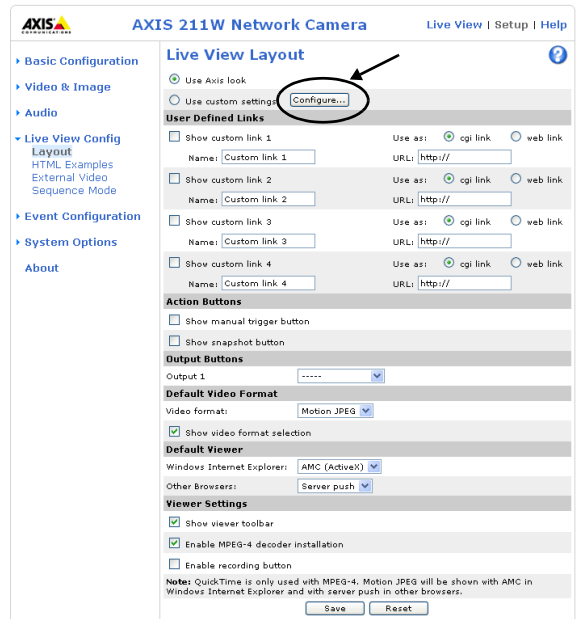 AXIS
COMMUNICATIONS
AXIS 211W Network Camera
Live View | Setup | Help
Basic Configuration
Video & Image
Audio
Live View Config
Layout
HTML Examples
External Video
Sequence Mode
Event Configuration
System Options
About
Live View Layout
?
Use Axis look
Use custom settings Configure...
User Defined Links
Show custom link 1 Use as: cgi link web link
Name: Custom link 1 URL: http://
Show custom link 2 Use as: cgi link web link
Name: Custom link 2 URL: http://
Show custom link 3 Use as: cgi link web link
Name: Custom link 3 URL: http://
Show custom link 4 Use as: cgi link web link
Name: Custom link 4 URL: http://
Action Buttons
Show manual trigger button
Show snapshot button
Output Buttons
Output 1 -----
Default Video Format
Video format: Motion JPEG
Show video format selection
Default Viewer
Windows Internet Explorer: AMC (ActiveX)
Other Browsers: Server push
Viewer Settings
Show viewer toolbar
Enable MPEG-4 decoder installation
Enable recording button
Note: QuickTime is only used with MPEG-4. Motion JPEG will be shown with AMC in
Windows Internet Explorer and with server push in other browsers.
Save Reset